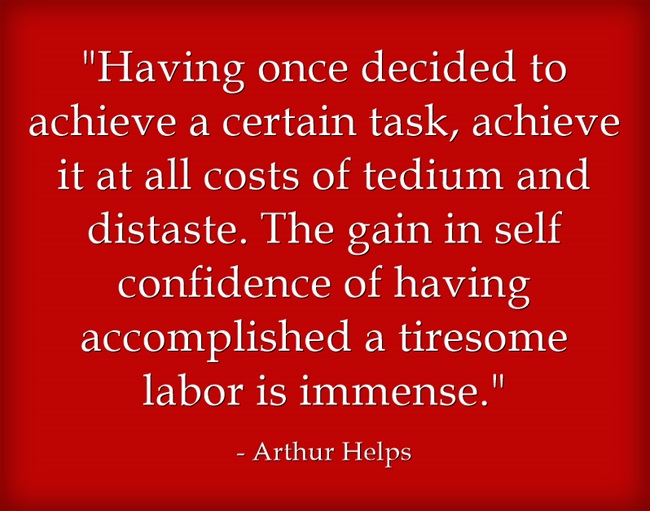 "Having once decided to
achieve a certain task, achieve
it at all costs of tedium and
distaste. The gain in self
confidence of having
accomplished a tiresome
labor is immense."
- Arthur Helps